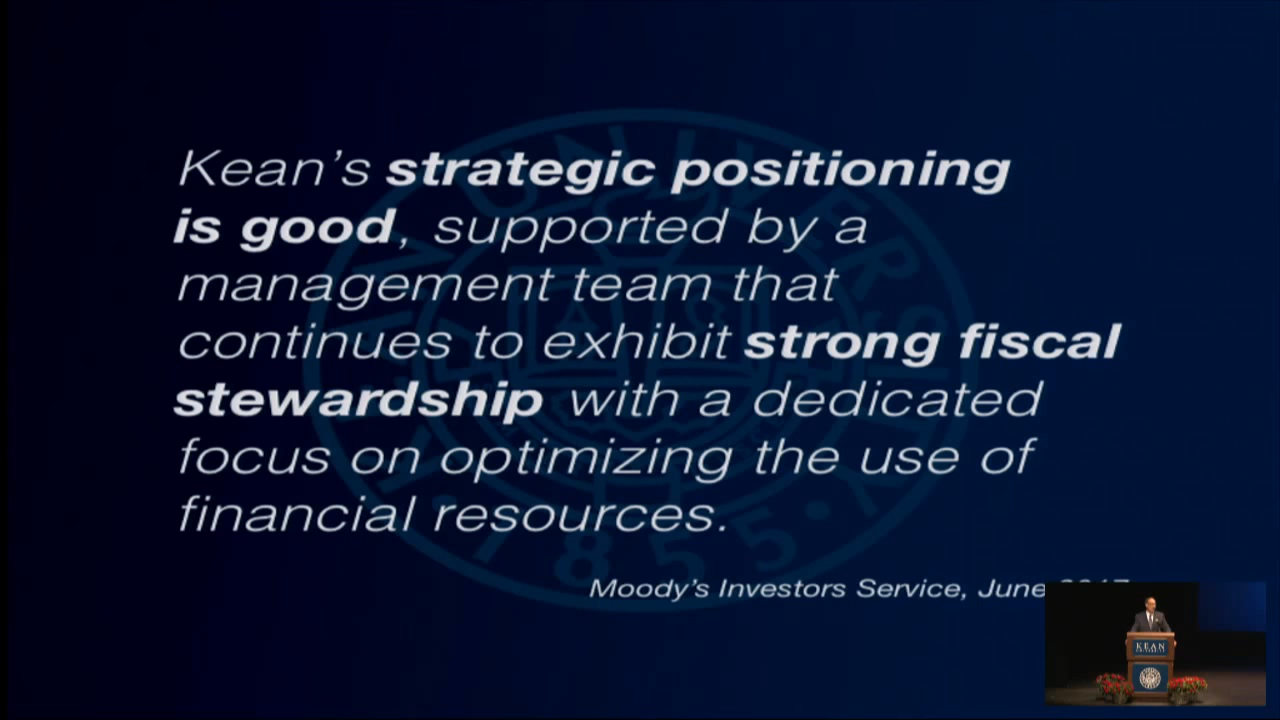 Kean's strategic positioning
is good, supported by a
management team that
continues to exhibit strong fiscal
stewardship with a dedicated
focus on optimizing the use of
financial resources.
Moody's Investors Service, June
KEAN
1855